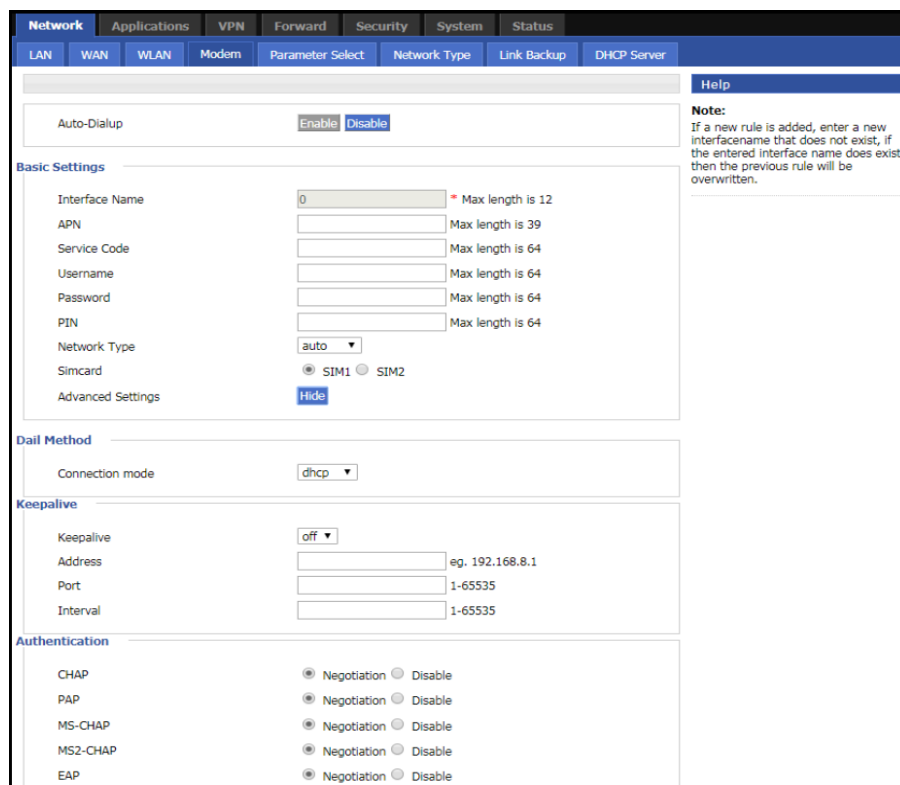 Network Applications VPN Forward Security System Status
LAN WAN WLAN Modem Parameter Select Network Type Link Backup DHCP Server
Auto-Dialup Enable Disable
Basic Settings
Interface Name 0 * Max length is 12
APN Max length is 39
Service Code Max length is 64
Username Max length is 64
Password Max length is 64
PIN Max length is 64
Network Type auto
Simcard SIM1 SIM2
Advanced Settings Hide
Dail Method
Connection mode dhcp
Keepalive
Keepalive off
Address eg. 192.168.8.1
Port 1-65535
Interval 1-65535
Authentication
CHAP Negotiation Disable
PAP Negotiation Disable
MS-CHAP Negotiation Disable
MS2-CHAP Negotiation Disable
EAP Negotiation Disable
Help
Note:
If a new rule is added, enter a new
interfacename that does not exist, if
the entered interface name does exist
then the previous rule will be
overwritten.